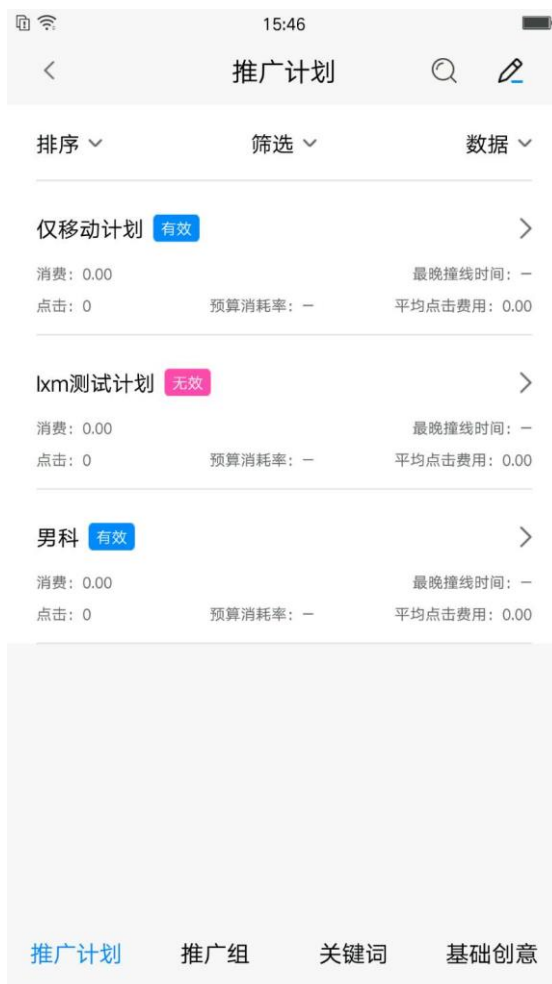 15:46
推广计划
排序 筛选 数据
仅移动计划 有效
消费：0.00 最晚撞线时间：—
点击：0 预算消耗率：— 平均点击费用：0.00
lxm测试计划 无效
消费：0.00 最晚撞线时间：—
点击：0 预算消耗率：— 平均点击费用：0.00
男科 有效
消费：0.00 最晚撞线时间：—
点击：0 预算消耗率：— 平均点击费用：0.00
推广计划 推广组 关键词 基础创意